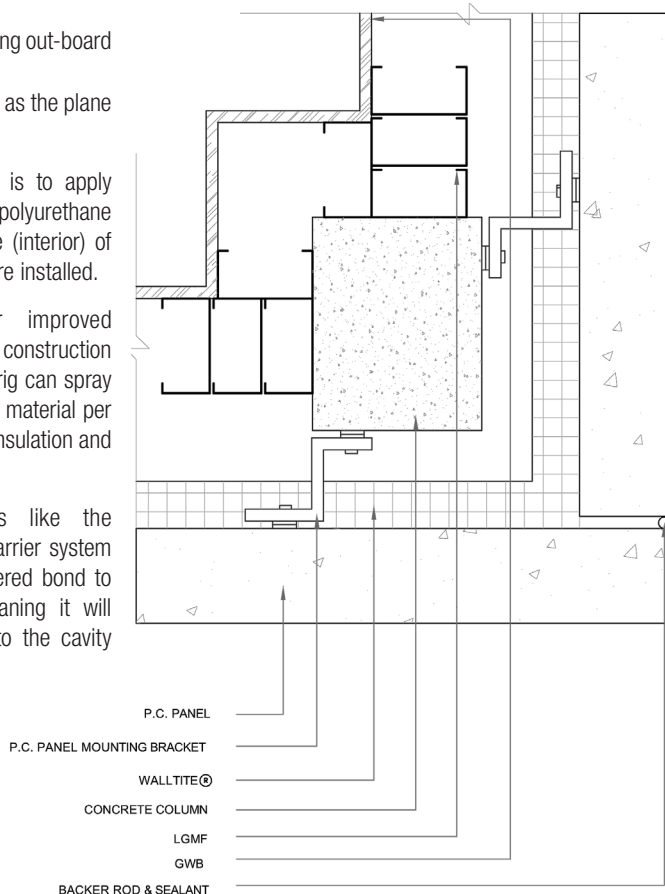 ng out-board
as the plane
is to apply
polyurethane
(interior) of
re installed.
improved
construction
rig can spray
material per
nsulation and
like the
arrier system
ered bond to
aning it will
to the cavity
P.C. PANEL
P.C. PANEL MOUNTING BRACKET
WALLTITE®
CONCRETE COLUMN
LGMF
GWB
BACKER ROD & SEALANT